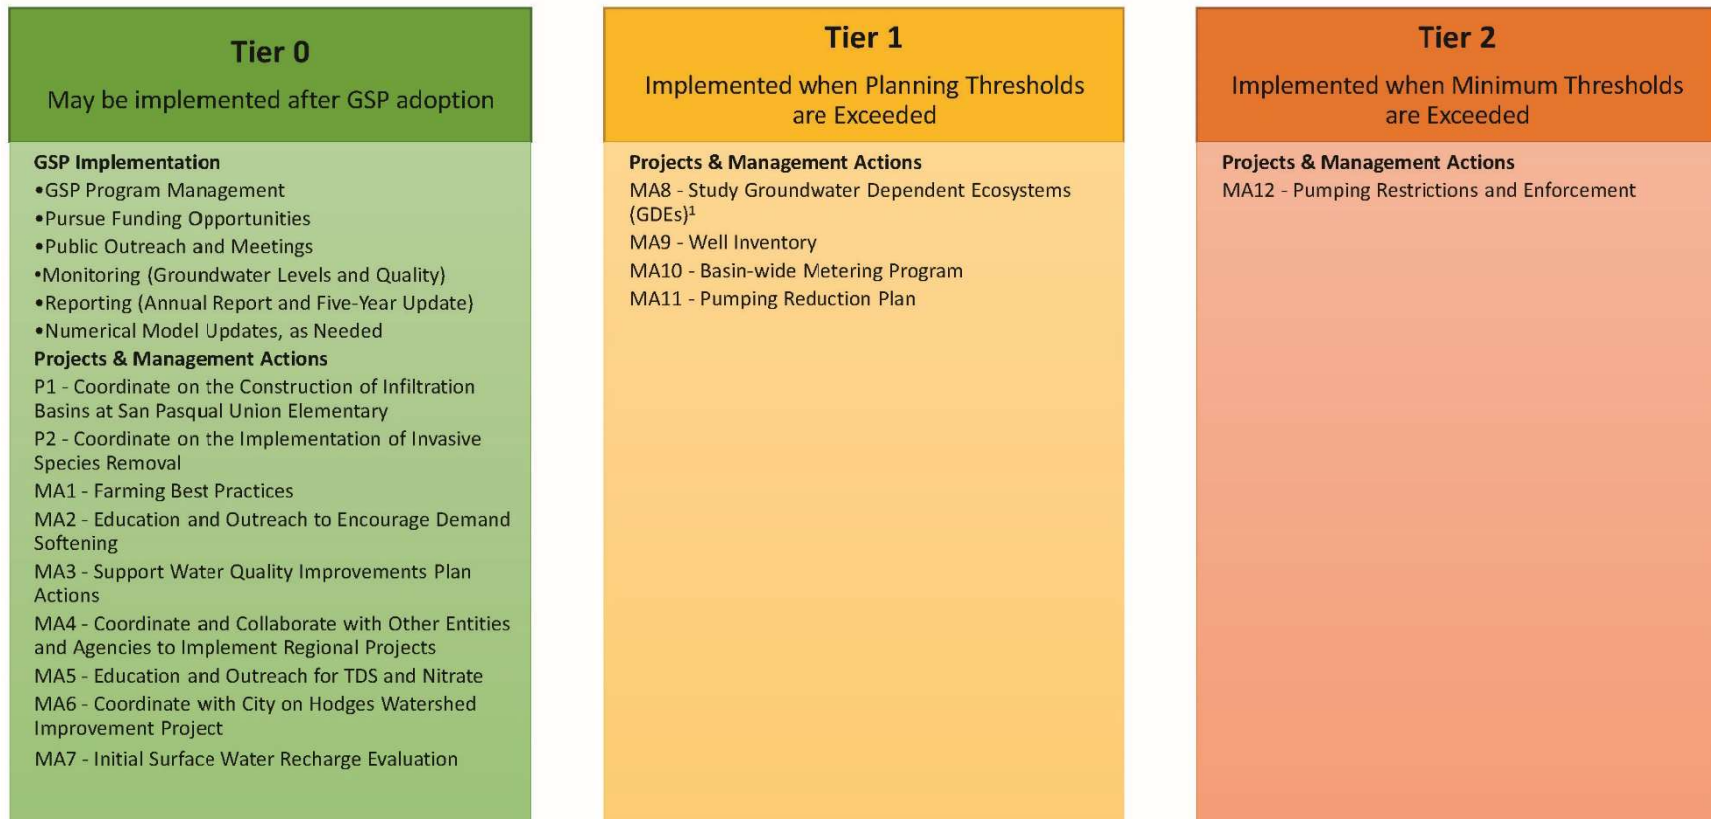 Tier 0
May be implemented after GSP adoption
GSP Implementation
•GSP Program Management
•Pursue Funding Opportunities
•Public Outreach and Meetings
•Monitoring (Groundwater Levels and Quality)
•Reporting (Annual Report and Five-Year Update)
•Numerical Model Updates, as Needed
Projects & Management Actions
P1 - Coordinate on the Construction of Infiltration
Basins at San Pasqual Union Elementary
P2 - Coordinate on the Implementation of Invasive
Species Removal
MA1 - Farming Best Practices
MA2 - Education and Outreach to Encourage Demand
Softening
MA3 - Support Water Quality Improvements Plan
Actions
MA4 - Coordinate and Collaborate with Other Entities
and Agencies to Implement Regional Projects
MA5 - Education and Outreach for TDS and Nitrate
MA6 - Coordinate with City on Hodges Watershed
Improvement Project
MA7 - Initial Surface Water Recharge Evaluation
Tier 1
Implemented when Planning Thresholds
are Exceeded
Projects & Management Actions
MA8 - Study Groundwater Dependent Ecosystems
(GDEs)¹
MA9 - Well Inventory
MA10 - Basin-wide Metering Program
MA11 - Pumping Reduction Plan
Tier 2
Implemented when Minimum Thresholds
are Exceeded
Projects & Management Actions
MA12 - Pumping Restrictions and Enforcement